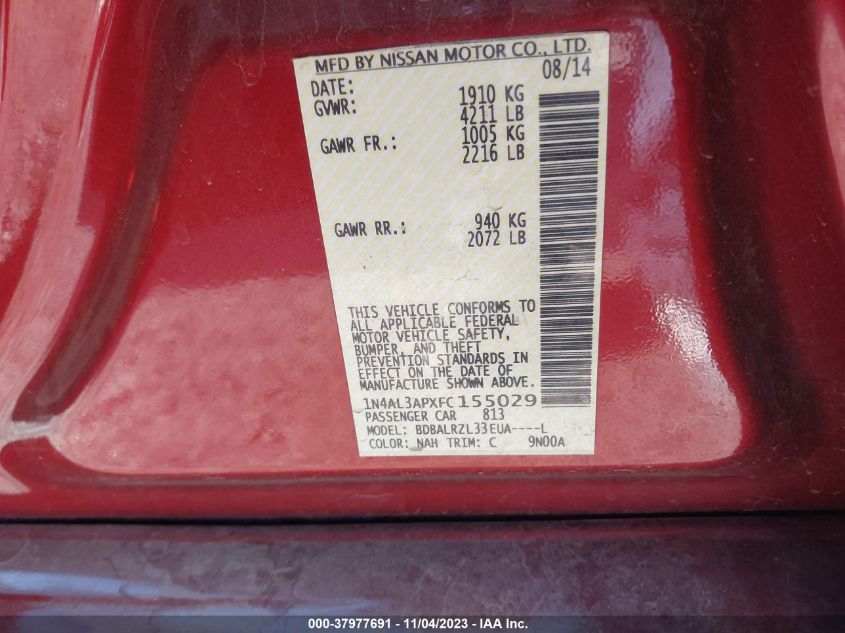 MFD BY NISSAN MOTOR CO., LTD.
DATE: 08/14
GVWR: 1910 KG
4211 LB
GAWR FR.: 1005 KG
2216 LB
GAWR RR.: 940 KG
2072 LB
THIS VEHICLE CONFORMS TO
ALL APPLICABLE FEDERAL
MOTOR VEHICLE SAFETY,
BUMPER, AND THEFT
PREVENTION STANDARDS IN
EFFECT ON THE DATE OF
MANUFACTURE SHOWN ABOVE.
1N4AL3APXFC155029
PASSENGER CAR 813
MODEL: BDBALRZL33EUA----L
COLOR: NAH TRIM: C 9N00A
000-37977691 - 11/04/2023 - IAA Inc.